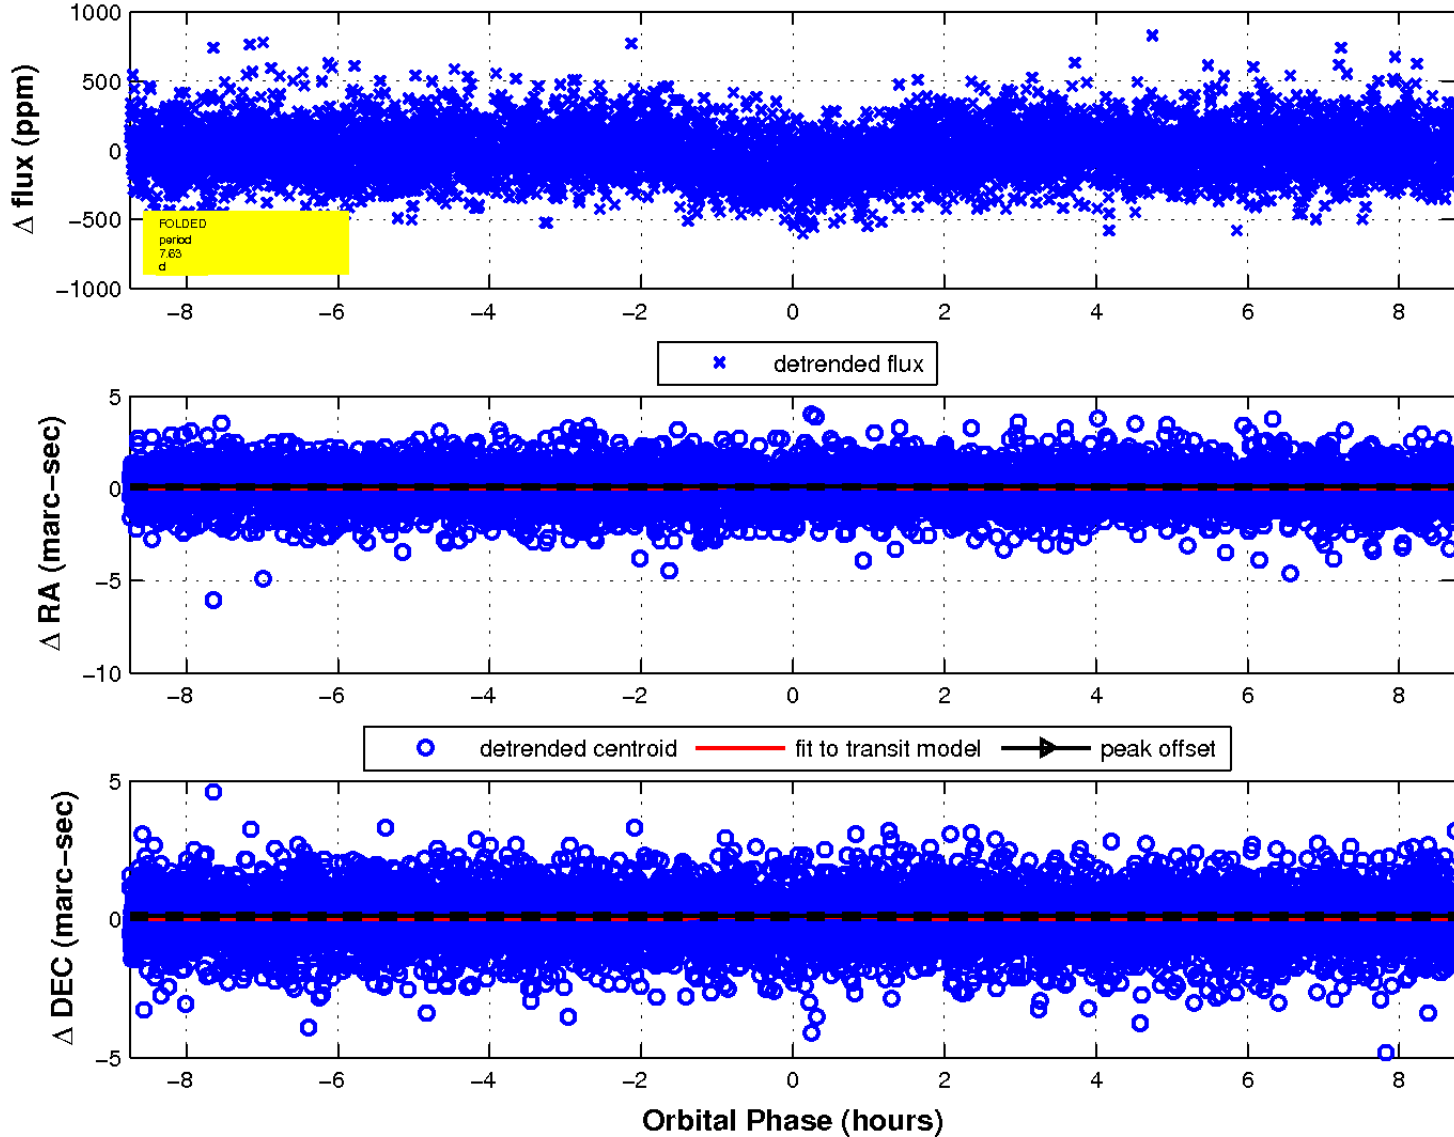 Δ flux (ppm)
1000
500
0
−500
−1000
FOLDED
period
7.63
d
−8 −6 −4 −2 0 2 4 6 8
detrended flux
Δ RA (marc−sec)
5
0
−5
−10
−8 −6 −4 −2 0 2 4 6 8
detrended centroid fit to transit model peak offset
Δ DEC (marc−sec)
5
0
−5
−8 −6 −4 −2 0 2 4 6 8
Orbital Phase (hours)